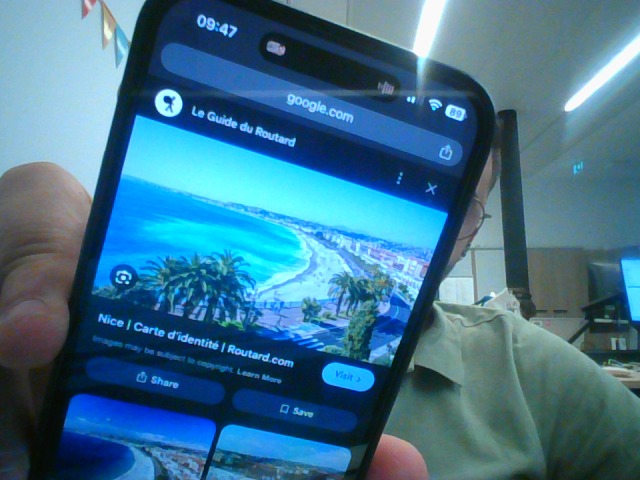 09:47
89
google.com
Le Guide du Routard
Nice | Carte d'identité | Routard.com
Images may be subject to copyright. Learn More
Visit >
Share
Save